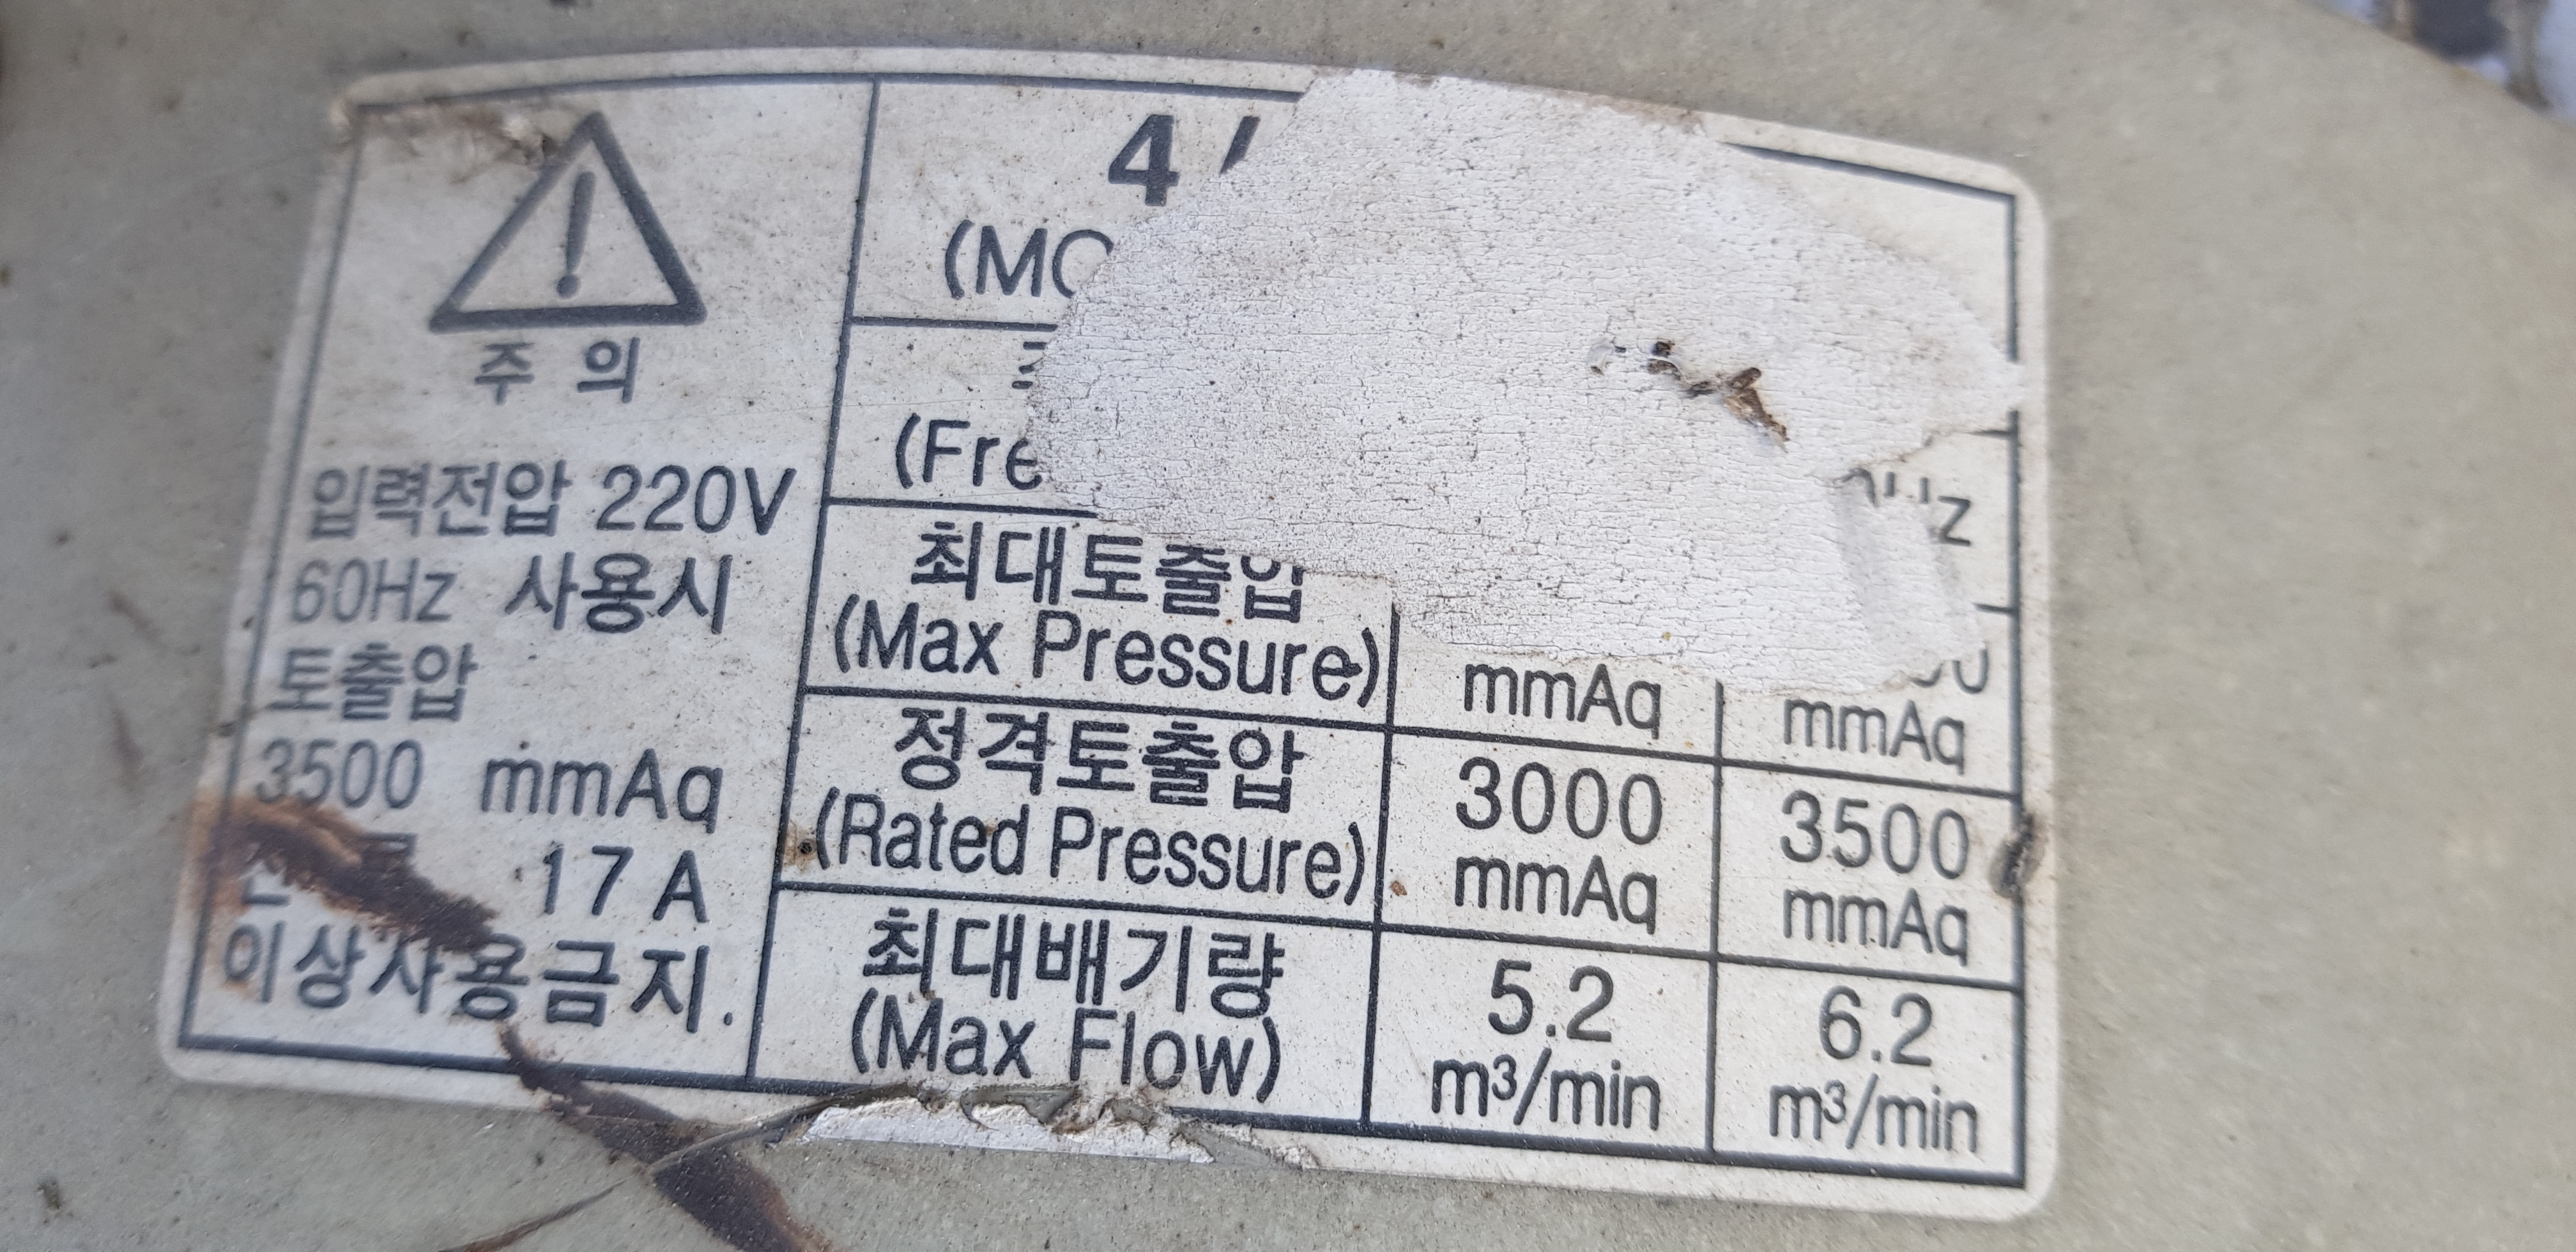 주 의
입력전압 220V
60Hz 사용시
토출압
3500 mmAq
17 A
이상사용금지.
4
최대토출압
(Max Pressure)
mmAq
mmAq
정격토출압
(Rated Pressure)
3000
mmAq
3500
mmAq
최대배기량
(Max Flow)
5.2
m³/min
6.2
m³/min